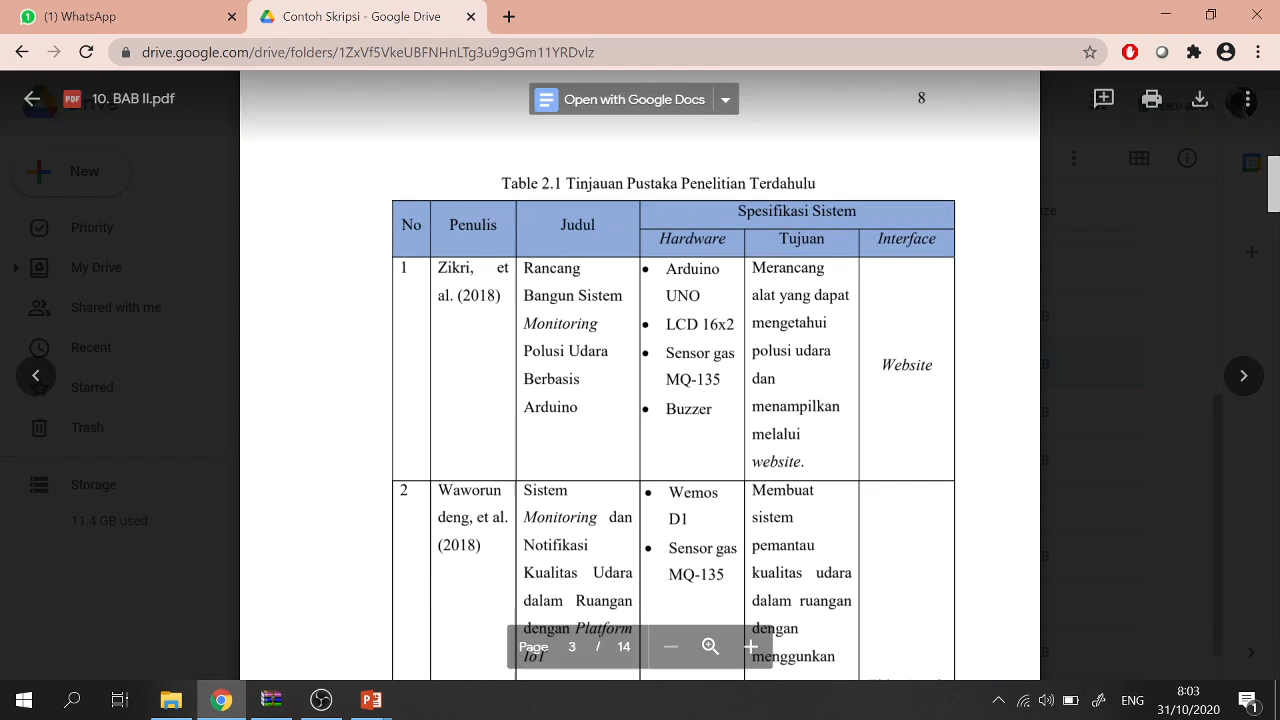 (1) WhatsApp
Contoh Skripsi - Google Drive
drive.google.com/drive/folders/1ZxVf5VkeUBFNHnLTg3u9g9Gm11YRDvlz
10. BAB II.pdf
Open with Google Docs
8
New
Priority
My Drive
Shared with me
Recent
Starred
Trash
Storage
11.4 GB used
Table 2.1 Tinjauan Pustaka Penelitian Terdahulu
No Penulis Judul Spesifikasi Sistem
Hardware Tujuan Interface
1 Zikri, et Rancang • Arduino Merancang
al. (2018) Bangun Sistem UNO alat yang dapat
Monitoring • LCD 16x2 mengetahui
Polusi Udara • Sensor gas polusi udara
Website
Berbasis MQ-135 dan
Arduino • Buzzer menampilkan
melalui
website.
2 Waworun Sistem • Wemos Membuat
deng, et al. Monitoring dan D1 sistem
(2018) Notifikasi • Sensor gas pemantau
Kualitas Udara MQ-135 kualitas udara
dalam Ruangan dalam ruangan
dengan Platform dengan
IoT menggunkan
Page 3 / 14
ENG
8:03
31/10/2020
1